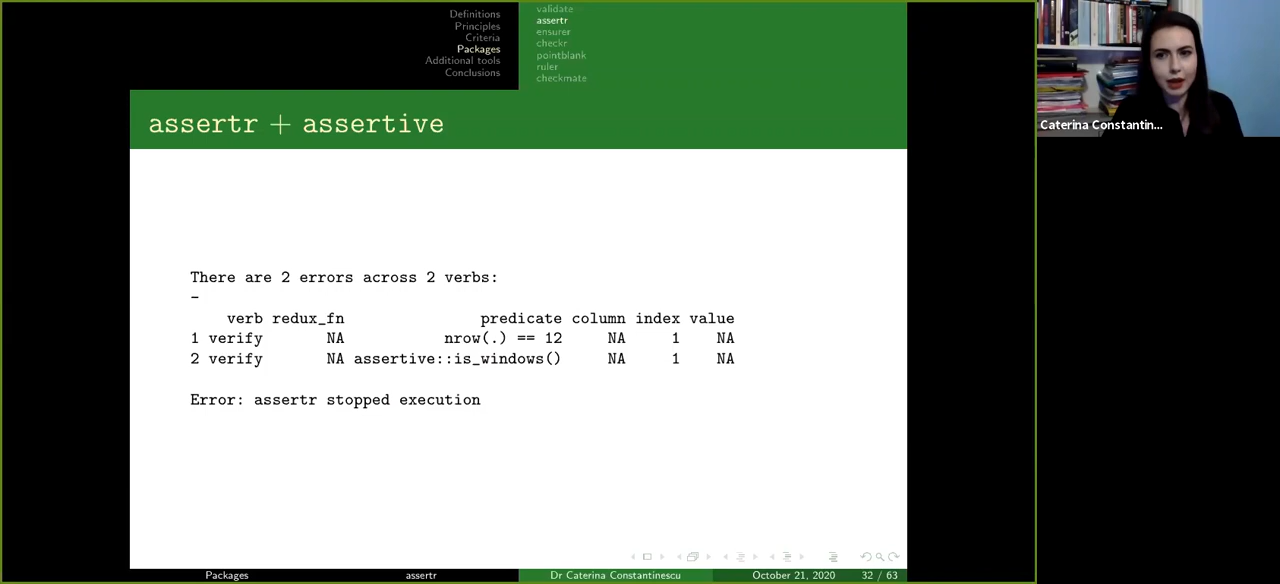 Definitions
Principles
Criteria
Packages
Additional tools
Conclusions
validate
assertr
ensurer
checkr
pointblank
ruler
checkmate
assertr + assertive
There are 2 errors across 2 verbs:
–
verb redux_fn predicate column index value
1 verify NA nrow(.) == 12 NA 1 NA
2 verify NA assertive::is_windows() NA 1 NA
Error: assertr stopped execution
Packages assertr Dr Caterina Constantinescu October 21, 2020 32 / 63
Caterina Constantin...